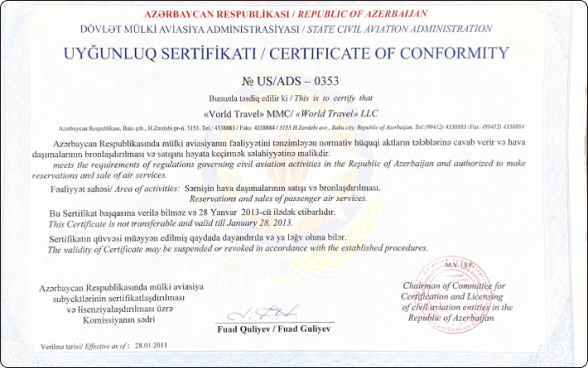 AZƏRBAYCAN RESPUBLİKASI / REPUBLIC OF AZERBAIJAN
DÖVLƏT MÜLKİ AVİASİYA ADMİNİSTRASİYASI / STATE CIVIL AVIATION ADMINISTRATION
UYĞUNLUQ SERTİFİKATI / CERTIFICATE OF CONFORMITY
№ US/ADS – 0353
Bununla təsdiq edilir ki / This is to certify that
«World Travel» MMC/ «World Travel» LLC
Azərbaycan Respublikası, Bakı şəh., H.Zərdabi pr-ti, 3153 Tel.: 4338883 / Faks: 4338884 / 3153 H.Zardabi ave., Baku city, Republic of Azerbaijan Tel:(99412) 4338883 /Fax: (99412) 4338884
Azərbaycan Respublikasında mülki aviasiyanın fəaliyyətini tənzimləyən normativ hüquqi aktların tələblərinə cavab verir və hava
daşımalarının bronlaşdırılması və satışını həyata keçirmək səlahiyyətinə malikdir.
meets the requirements of regulations governing civil aviation activities in the Republic of Azerbaijan and authorized to make
reservations and sale of air services.
Fəaliyyət sahəsi/ Area of activities: Sərnişin hava daşımalarının satışı və bronlaşdırılması.
Reservations and sales of passenger air services.
Bu Sertifikat başqasına verilə bilməz və 28 Yanvar 2013-cü ilədək etibarlıdır.
This Certificate is not transferable and valid till January 28, 2013.
Sertifikatın qüvvəsi müəyyən edilmiş qaydada dayandırıla və ya ləğv oluna bilər.
The validity of Certificate may be suspended or revoked in accordance with the established procedures.
M.Y./S.P.
Azərbaycan Respublikasında mülki aviasiya
subyektlərinin sertifikatlaşdırılması
və lisenziyalaşdırılması üzrə
Komissiyanın sədri
Chairman of Committee for
Certification and Licensing
of civil aviation entities in the
Republic of Azerbaijan
Fuad Quliyev / Fuad Guliyev
Verilmə tarixi/ Effective as of : 28.01.2011